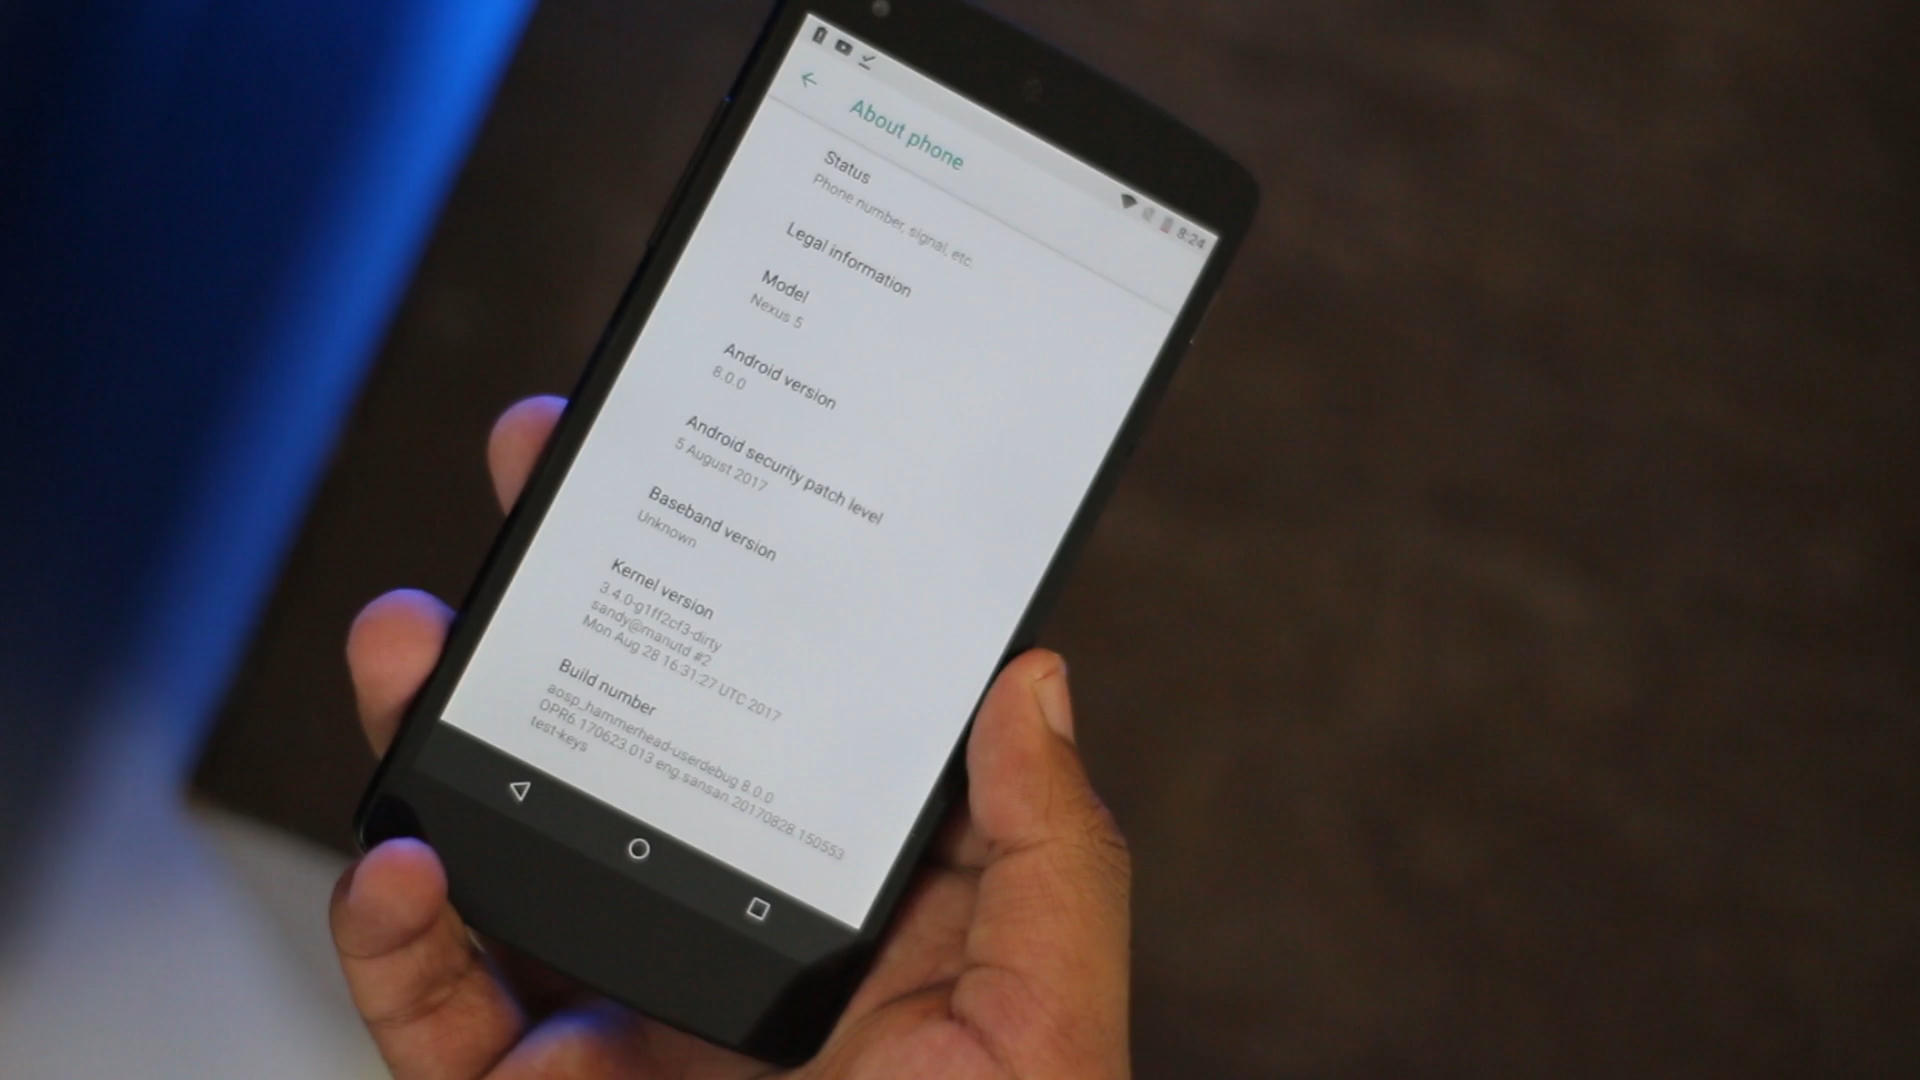 8:24
About phone
Status
Phone number, signal, etc.
Legal information
Model
Nexus 5
Android version
8.0.0
Android security patch level
5 August 2017
Baseband version
Unknown
Kernel version
3.4.0-g1ff2cf3-dirty
sandy@manutd #2
Mon Aug 28 16:31:27 UTC 2017
Build number
aosp_hammerhead-userdebug 8.0.0
OPR6.170623.013 eng.sansan.20170828.150553
test-keys